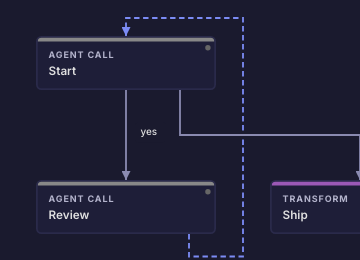 AGENT CALL
Start
yes
AGENT CALL
Review
TRANSFORM
Ship